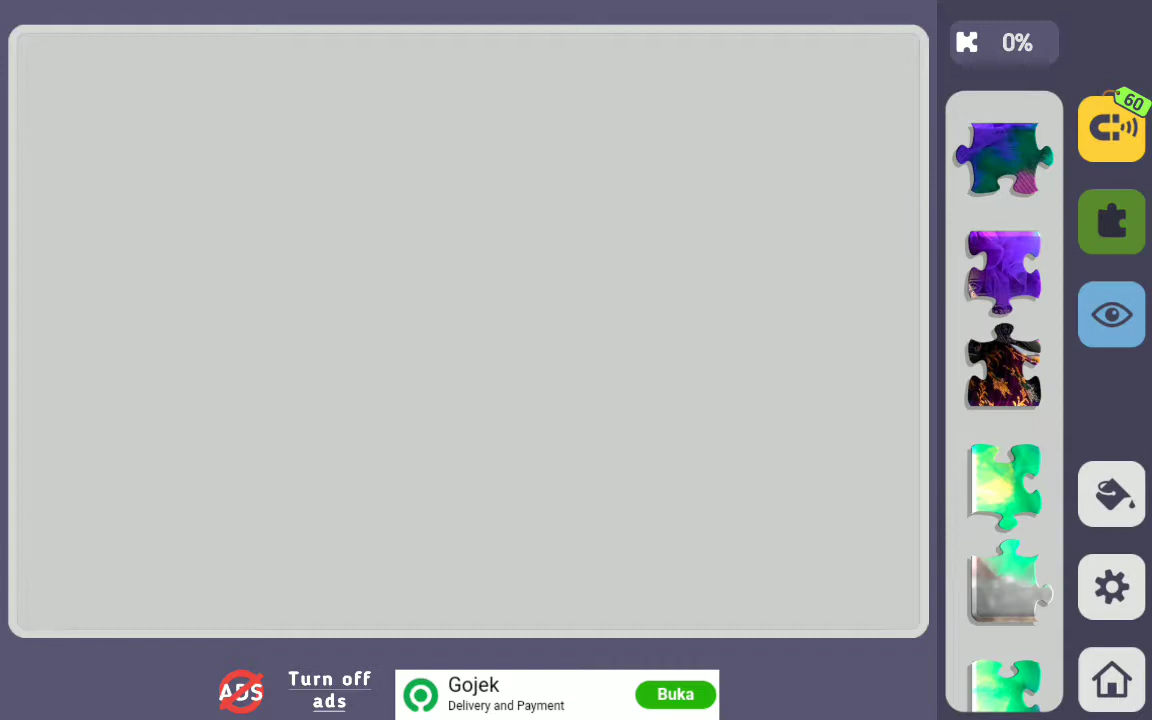 0%
60
ADS
Turn off
ads
Gojek
Delivery and Payment
Buka